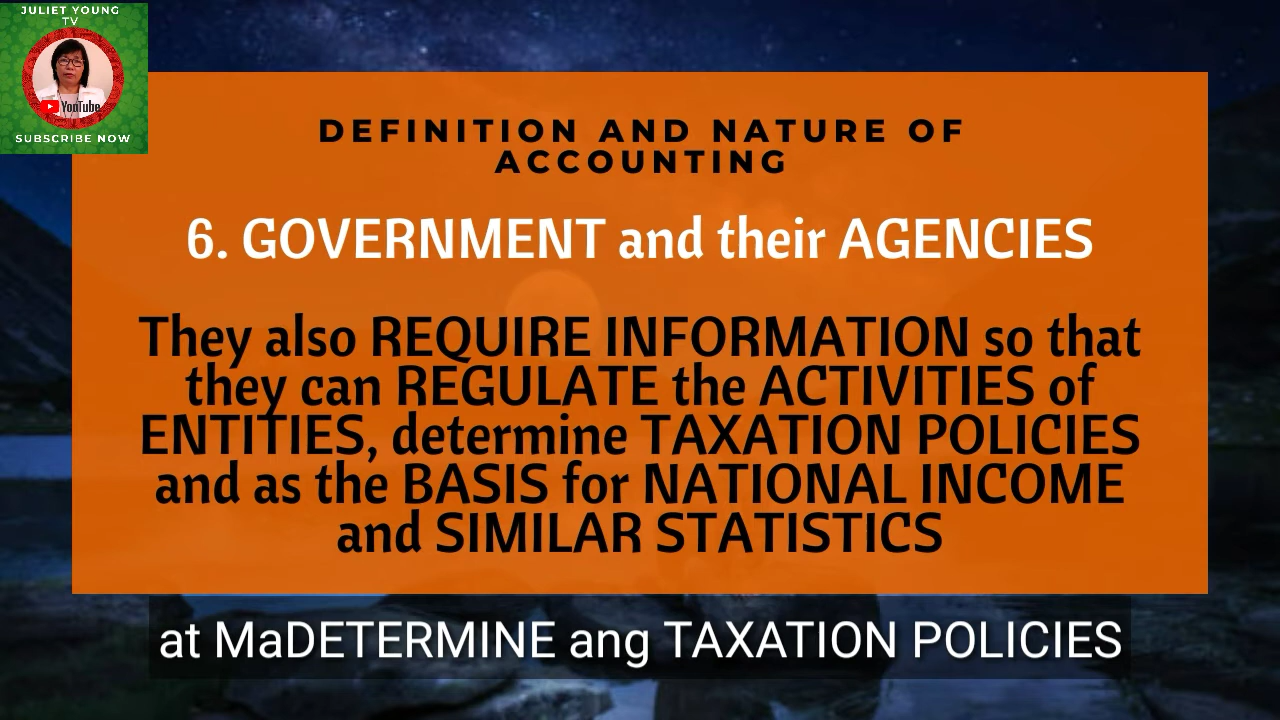 JULIET YOUNG
TV
YouTube
SUBSCRIBE NOW
DEFINITION AND NATURE OF
ACCOUNTING
6. GOVERNMENT and their AGENCIES
They also REQUIRE INFORMATION so that
they can REGULATE the ACTIVITIES of
ENTITIES, determine TAXATION POLICIES
and as the BASIS for NATIONAL INCOME
and SIMILAR STATISTICS
at MaDETERMINE ang TAXATION POLICIES